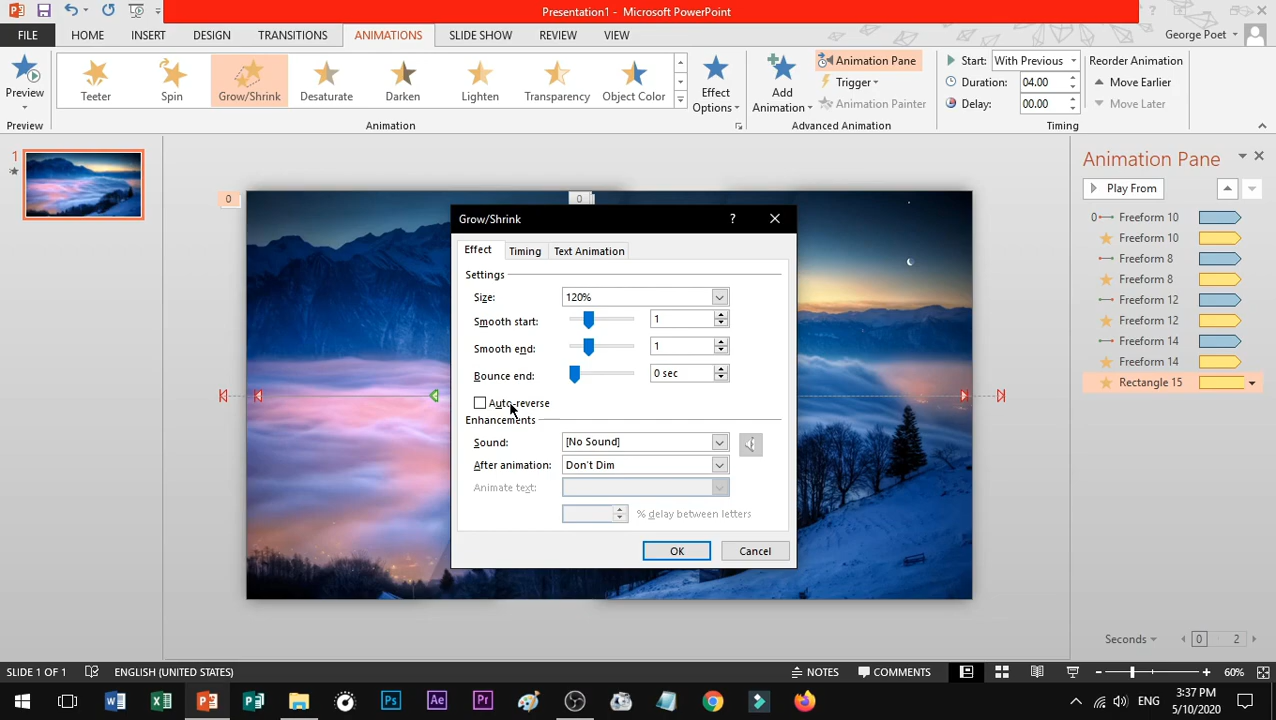 Presentation1 - Microsoft PowerPoint
FILE HOME INSERT DESIGN TRANSITIONS ANIMATIONS SLIDE SHOW REVIEW VIEW George Poet
Preview
Teeter Spin Grow/Shrink Desaturate Darken Lighten Transparency Object Color
Effect Options
Add Animation
Animation Pane
Trigger
Animation Painter
Start: With Previous
Duration: 04.00
Delay: 00.00
Reorder Animation
Move Earlier
Move Later
Preview Animation Advanced Animation Timing
1
0
0
Grow/Shrink ?
Effect Timing Text Animation
Settings
Size: 120%
Smooth start: 1
Smooth end: 1
Bounce end: 0 sec
Auto-reverse
Enhancements
Sound: [No Sound]
After animation: Don't Dim
Animate text:
% delay between letters
OK Cancel
Animation Pane
Play From
0 Freeform 10
Freeform 10
Freeform 8
Freeform 8
Freeform 12
Freeform 12
Freeform 14
Freeform 14
Rectangle 15
Seconds 0 2
SLIDE 1 OF 1 ENGLISH (UNITED STATES) NOTES COMMENTS 60%
Ps Ae Pr
ENG
3:37 PM
5/10/2020